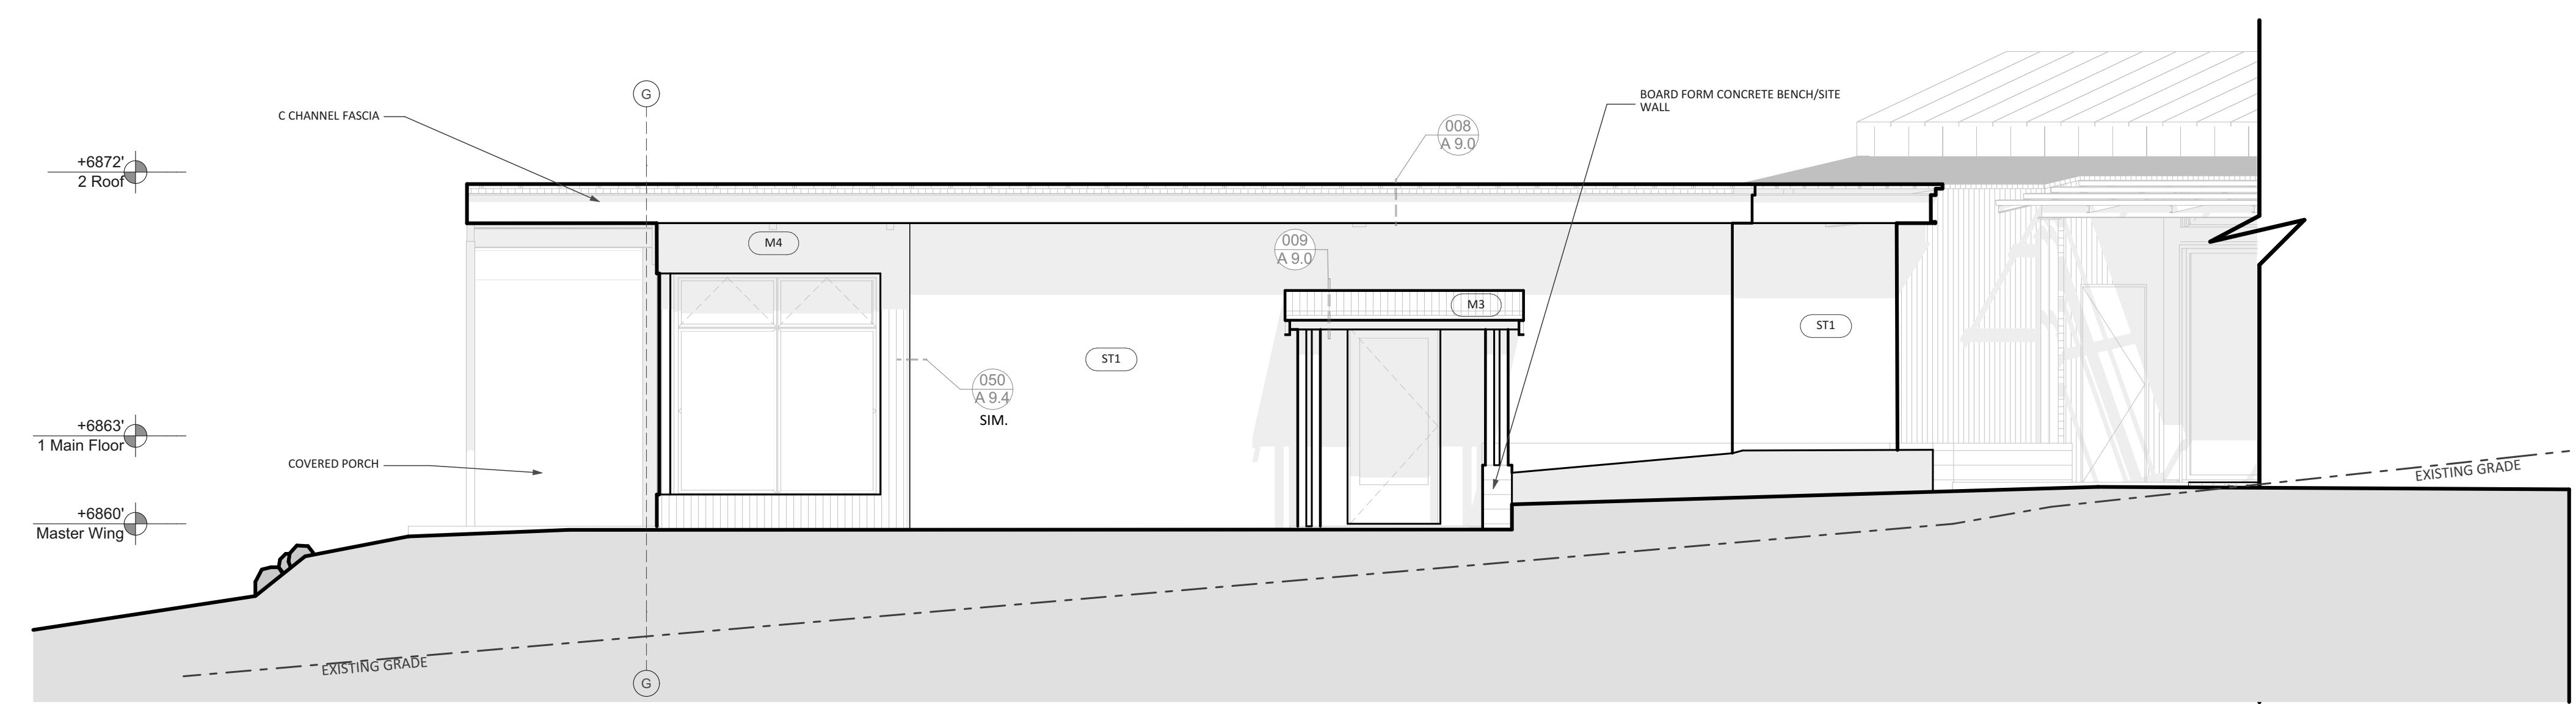 G
BOARD FORM CONCRETE BENCH/SITE
WALL
C CHANNEL FASCIA
008
A 9.0
+6872'
2 Roof
M4
009
A 9.0
M3
ST1
ST1
050
A 9.4
SIM.
+6863'
1 Main Floor
COVERED PORCH
EXISTING GRADE
+6860'
Master Wing
EXISTING GRADE
G